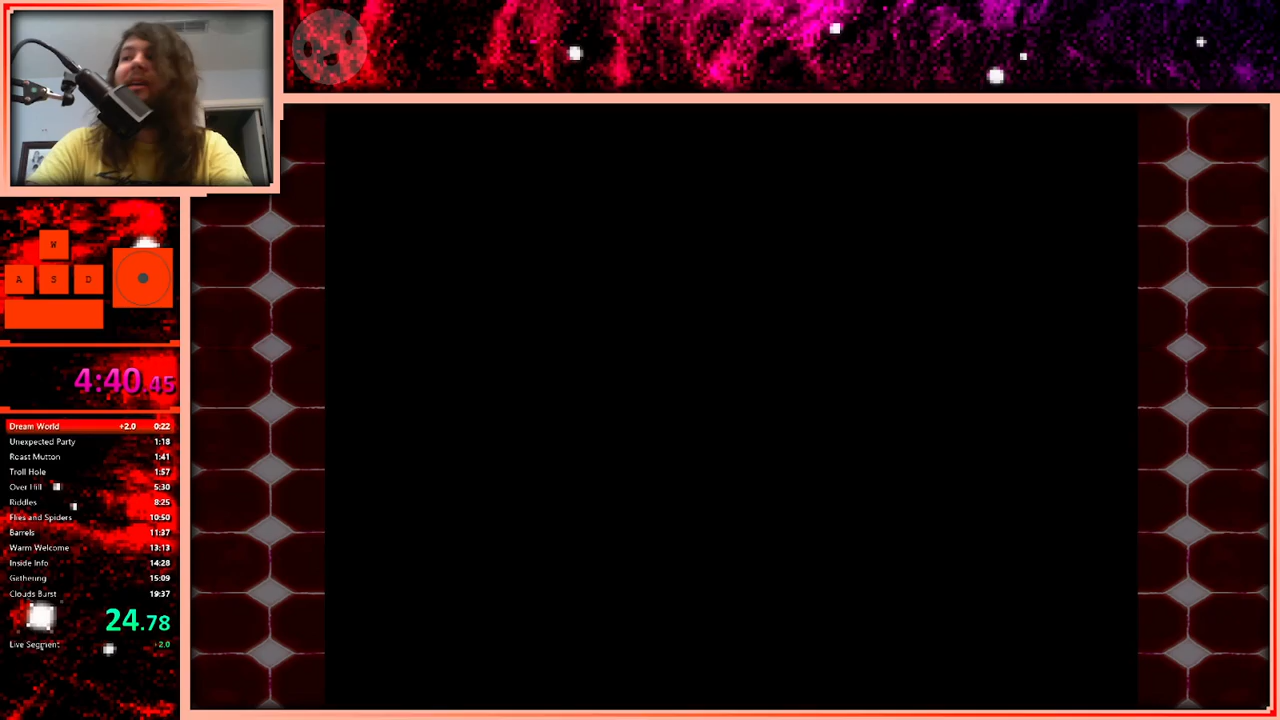 W
A S D
4:40.45
Dream World +2.0 0:22
Unexpected Party 1:18
Roast Mutton 1:41
Troll Hole 1:57
Over Hill 5:30
Riddles 8:25
Flies and Spiders 10:50
Barrels 11:37
Warm Welcome 13:13
Inside Info 14:28
Gathering 15:09
Clouds Burst 19:37
24.78
Live Segment +2.0